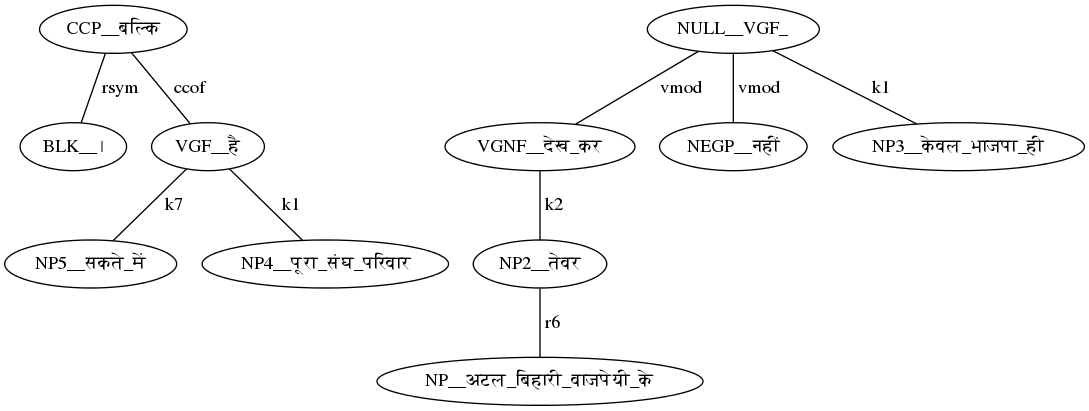 CCP__बल्कि NULL__VGF_
rsym ccof vmod vmod k1
BLK__। VGF__है VGNF__देख_कर NEGP__नहीं NP3__केवल_भाजपा_ही
k7 k1 k2
NP5__सकते_में NP4__पूरा_संघ_परिवार NP2__तेवर
r6
NP__अटल_बिहारी_वाजपेयी_के